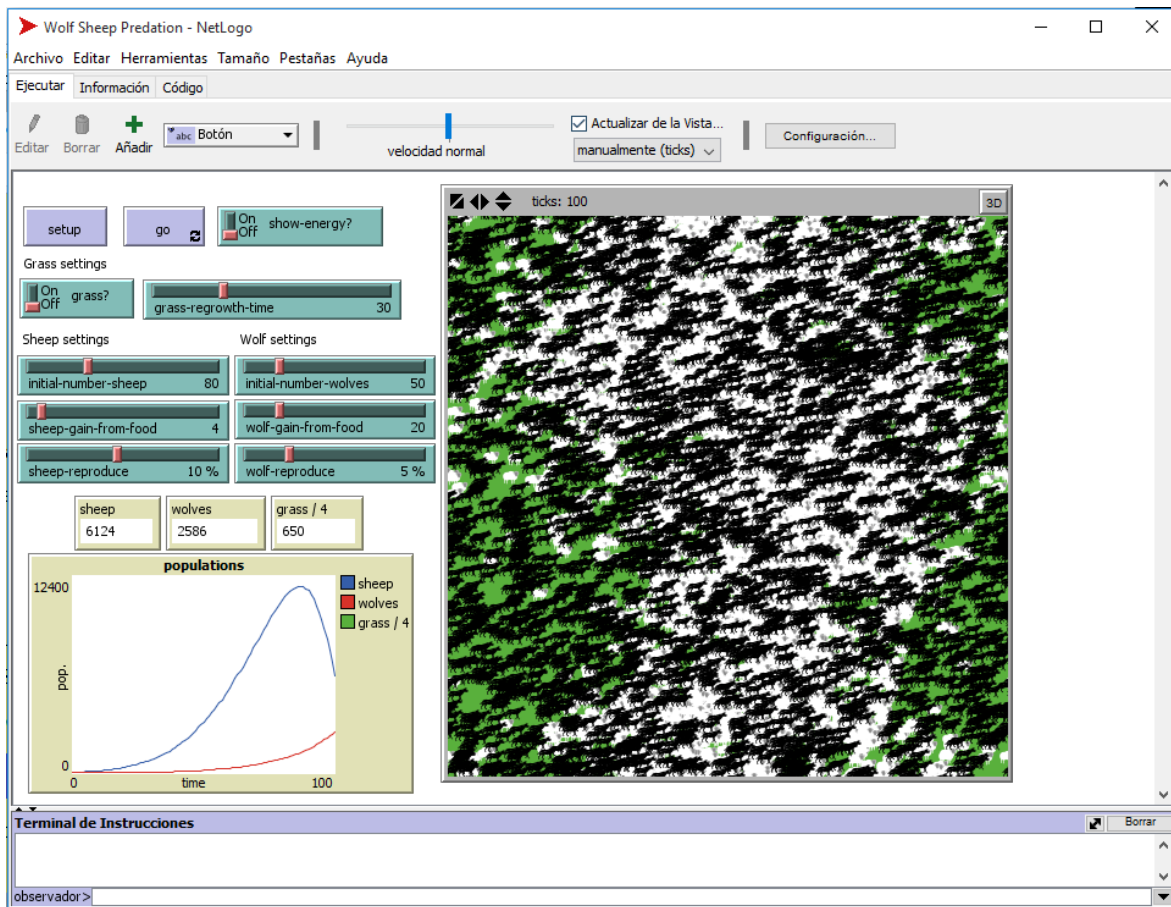 Wolf Sheep Predation - NetLogo
Archivo Editar Herramientas Tamaño Pestañas Ayuda
Ejecutar Información Código
Editar Borrar Añadir abc Botón velocidad normal Actualizar de la Vista... manualmente (ticks) Configuración...
ticks: 100 3D
setup go On Off show-energy?
Grass settings
On Off grass? grass-regrowth-time 30
Sheep settings Wolf settings
initial-number-sheep 80 initial-number-wolves 50
sheep-gain-from-food 4 wolf-gain-from-food 20
sheep-reproduce 10 % wolf-reproduce 5 %
sheep wolves grass / 4
6124 2586 650
populations
12400 sheep
wolves
grass / 4
pop.
0
0 time 100
Terminal de Instrucciones Borrar
observador>